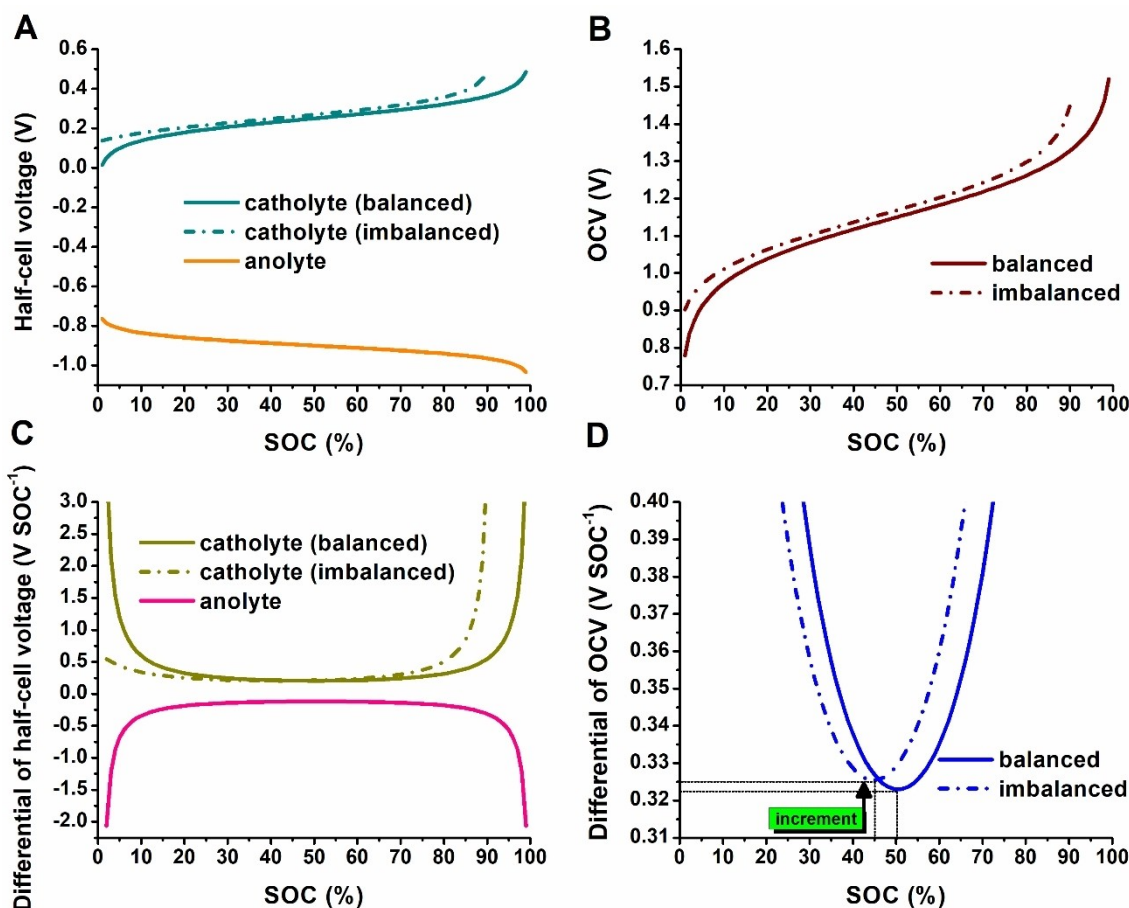 A
Half-cell voltage (V)
0.6
0.4
0.2
0.0
-0.2
-0.4
-0.6
-0.8
-1.0
catholyte (balanced)
catholyte (imbalanced)
anolyte
0 10 20 30 40 50 60 70 80 90 100
SOC (%)
B
OCV (V)
1.6
1.5
1.4
1.3
1.2
1.1
1.0
0.9
0.8
0.7
balanced
imbalanced
0 10 20 30 40 50 60 70 80 90 100
SOC (%)
C
Differential of half-cell voltage (V SOC⁻¹)
3.0
2.5
2.0
1.5
1.0
0.5
0.0
-0.5
-1.0
-1.5
-2.0
catholyte (balanced)
catholyte (imbalanced)
anolyte
0 10 20 30 40 50 60 70 80 90 100
SOC (%)
D
Differential of OCV (V SOC⁻¹)
0.40
0.39
0.38
0.37
0.36
0.35
0.34
0.33
0.32
0.31
balanced
imbalanced
increment
0 10 20 30 40 50 60 70 80 90 100
SOC (%)